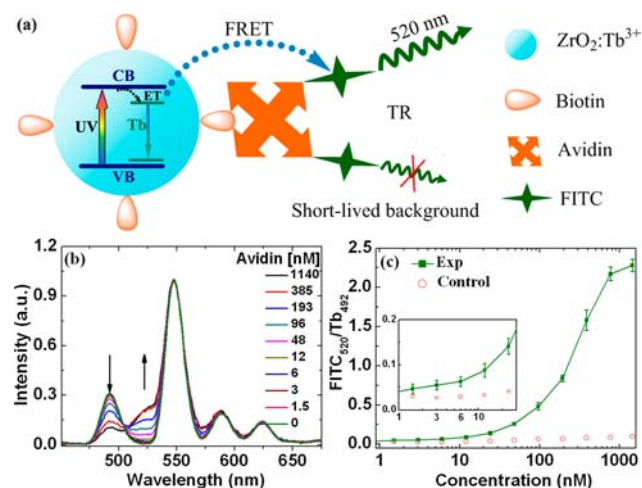 (a)
FRET
520 nm
ZrO₂:Tb³⁺
CB
ET
UV
Tb
VB
TR
Biotin
Avidin
FITC
Short-lived background
(b)
Avidin [nM]
1140
385
193
96
48
12
6
3
1.5
0
Intensity (a.u.)
1.2
0.9
0.6
0.3
0.0
500 550 600 650
Wavelength (nm)
(c)
Exp
Control
FITC₅₂₀/Tb₄₉₂
2.5
2.0
1.5
1.0
0.5
0.0
0.2
0.1
0.0
1 3 6 10
1 10 100 1000
Concentration (nM)